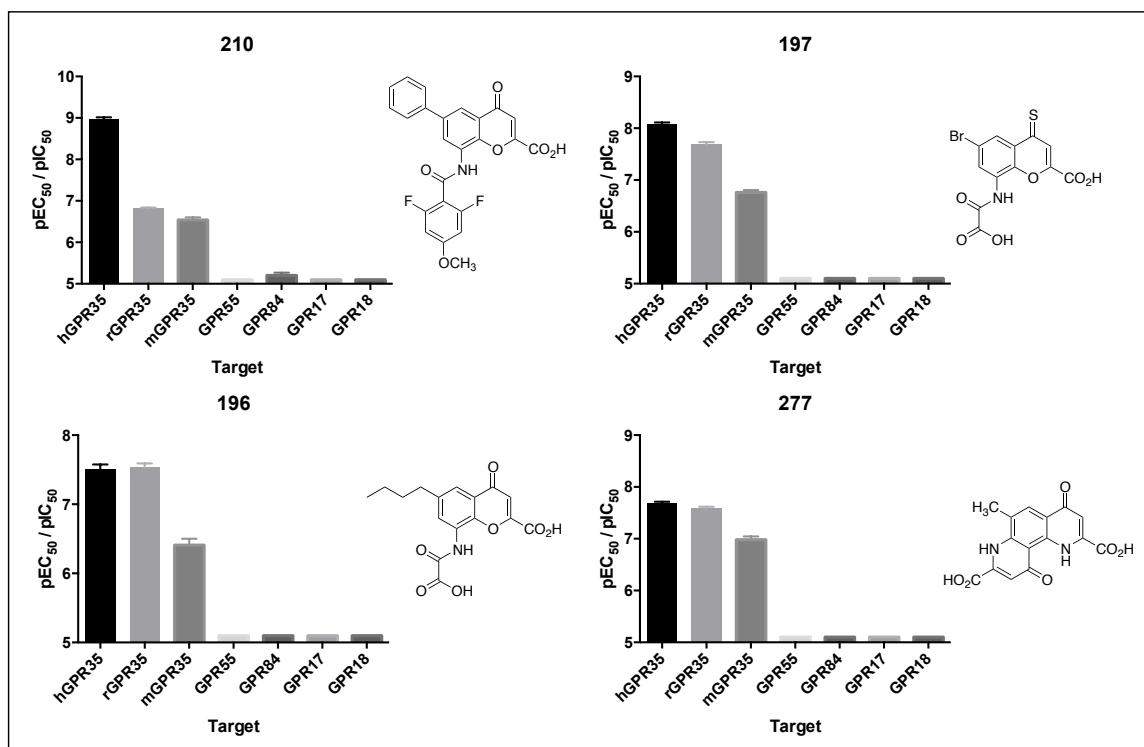 210
pEC50 / pIC50
10
9
8
7
6
5
hGPR35
rGPR35
mGPR35
GPR55
GPR84
GPR17
GPR18
Target
O
O
CO2H
NH
O
F
F
OCH3
197
pEC50 / pIC50
9
8
7
6
5
hGPR35
rGPR35
mGPR35
GPR55
GPR84
GPR17
GPR18
Target
S
Br
O
CO2H
NH
O
O
OH
196
pEC50 / pIC50
8
7
6
5
hGPR35
rGPR35
mGPR35
GPR55
GPR84
GPR17
GPR18
Target
O
O
CO2H
NH
O
O
OH
277
pEC50 / pIC50
9
8
7
6
5
hGPR35
rGPR35
mGPR35
GPR55
GPR84
GPR17
GPR18
Target
O
H3C
HN
N
H
CO2H
HO2C
O